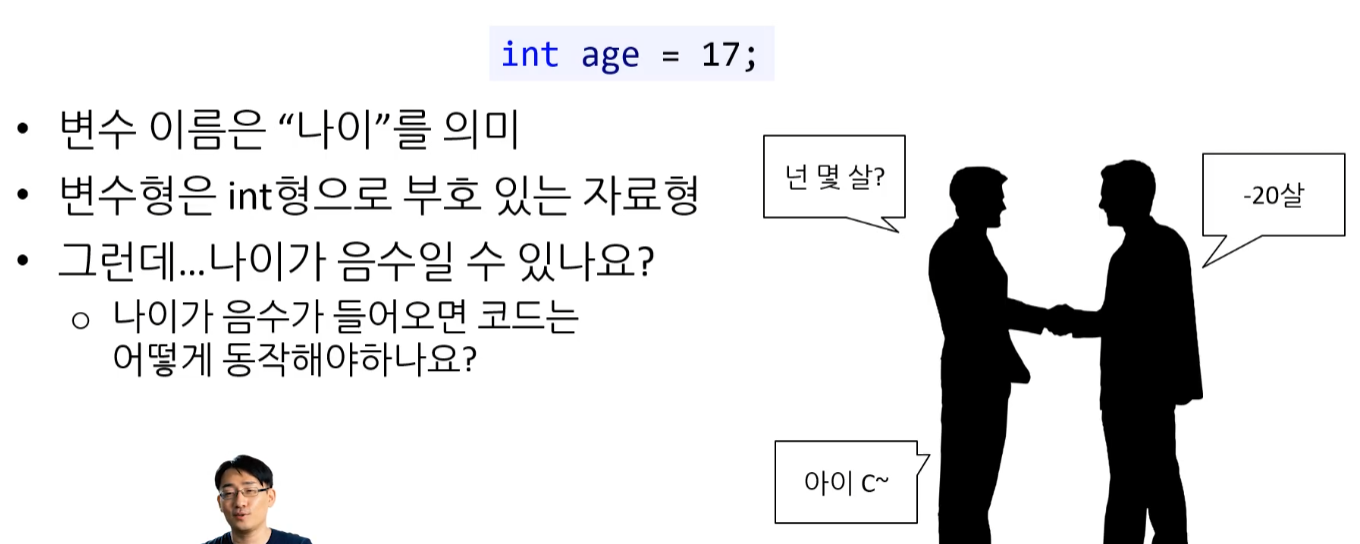 int age = 17;
• 변수 이름은 “나이”를 의미
• 변수형은 int형으로 부호 있는 자료형
• 그런데...나이가 음수일 수 있나요?
○ 나이가 음수가 들어오면 코드는
어떻게 동작해야하나요?
넌 몇 살?
-20살
아이 C~